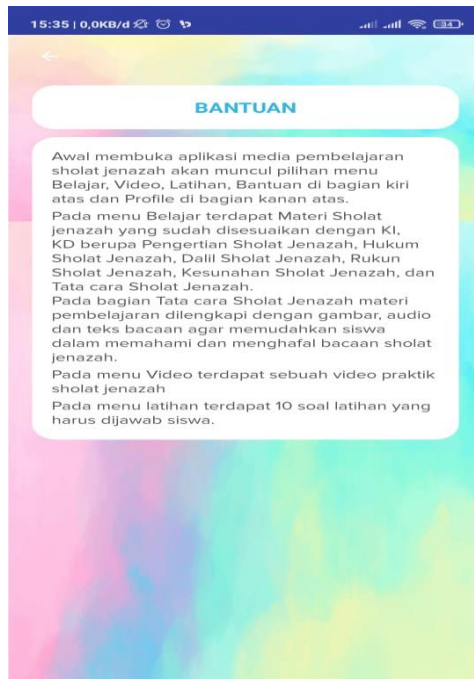 15:35 | 0,0KB/d
34
BANTUAN
Awal membuka aplikasi media pembelajaran
sholat jenazah akan muncul pilihan menu
Belajar, Video, Latihan, Bantuan di bagian kiri
atas dan Profile di bagian kanan atas.
Pada menu Belajar terdapat Materi Sholat
jenazah yang sudah disesuaikan dengan KI,
KD berupa Pengertian Sholat Jenazah, Hukum
Sholat Jenazah, Dalil Sholat Jenazah, Rukun
Sholat Jenazah, Kesunahan Sholat Jenazah, dan
Tata cara Sholat Jenazah.
Pada bagian Tata cara Sholat Jenazah materi
pembelajaran dilengkapi dengan gambar, audio
dan teks bacaan agar memudahkan siswa
dalam memahami dan menghafal bacaan sholat
jenazah.
Pada menu Video terdapat sebuah video praktik
sholat jenazah
Pada menu latihan terdapat 10 soal latihan yang
harus dijawab siswa.